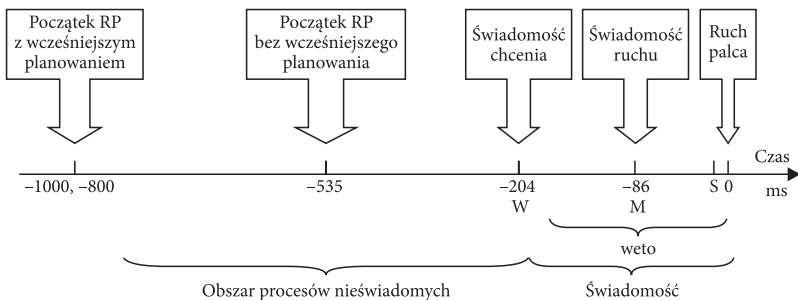 Początek RP
z wcześniejszym
planowaniem
Początek RP
bez wcześniejszego
planowania
Świadomość
chcenia
Świadomość
ruchu
Ruch
palca
Czas
–1000, –800
–535
–204
–86
S 0
ms
W
M
weto
Obszar procesów nieświadomych
Świadomość